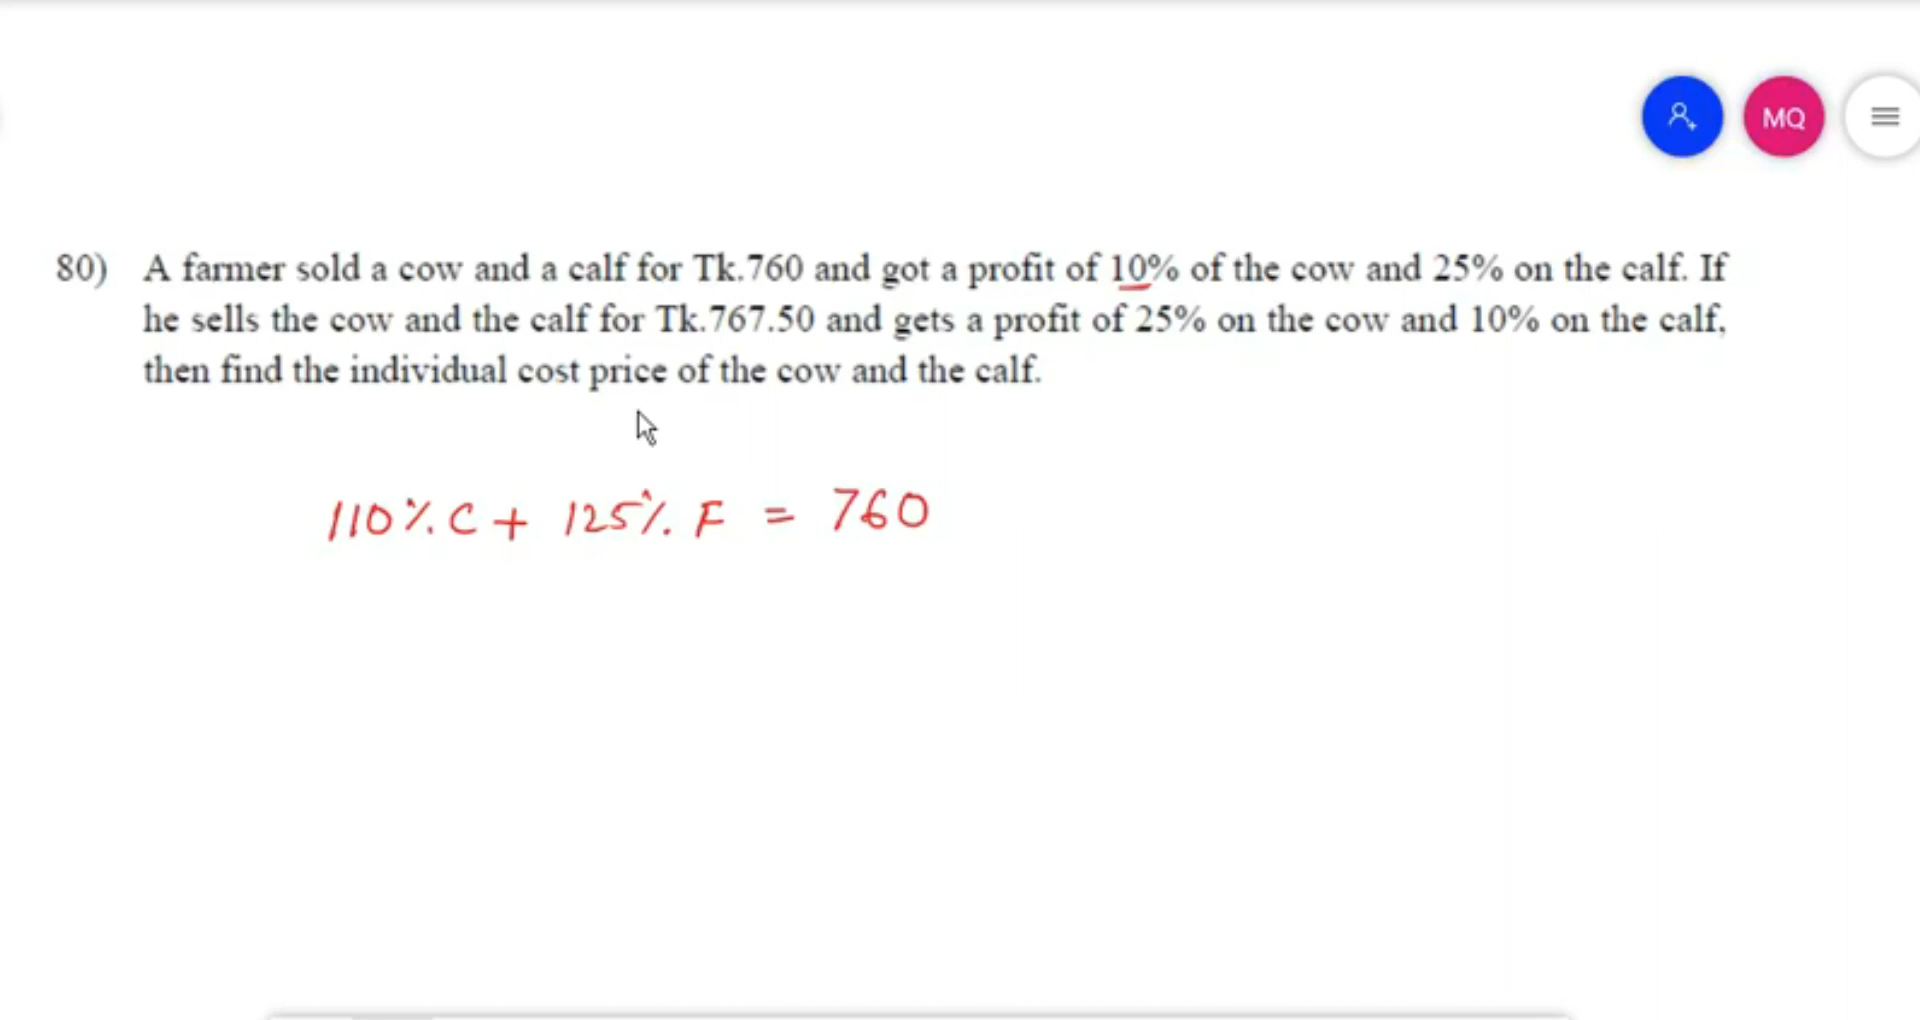 MQ
80) A farmer sold a cow and a calf for Tk.760 and got a profit of 10% of the cow and 25% on the calf. If
he sells the cow and the calf for Tk.767.50 and gets a profit of 25% on the cow and 10% on the calf,
then find the individual cost price of the cow and the calf.
110% C + 125% F = 760